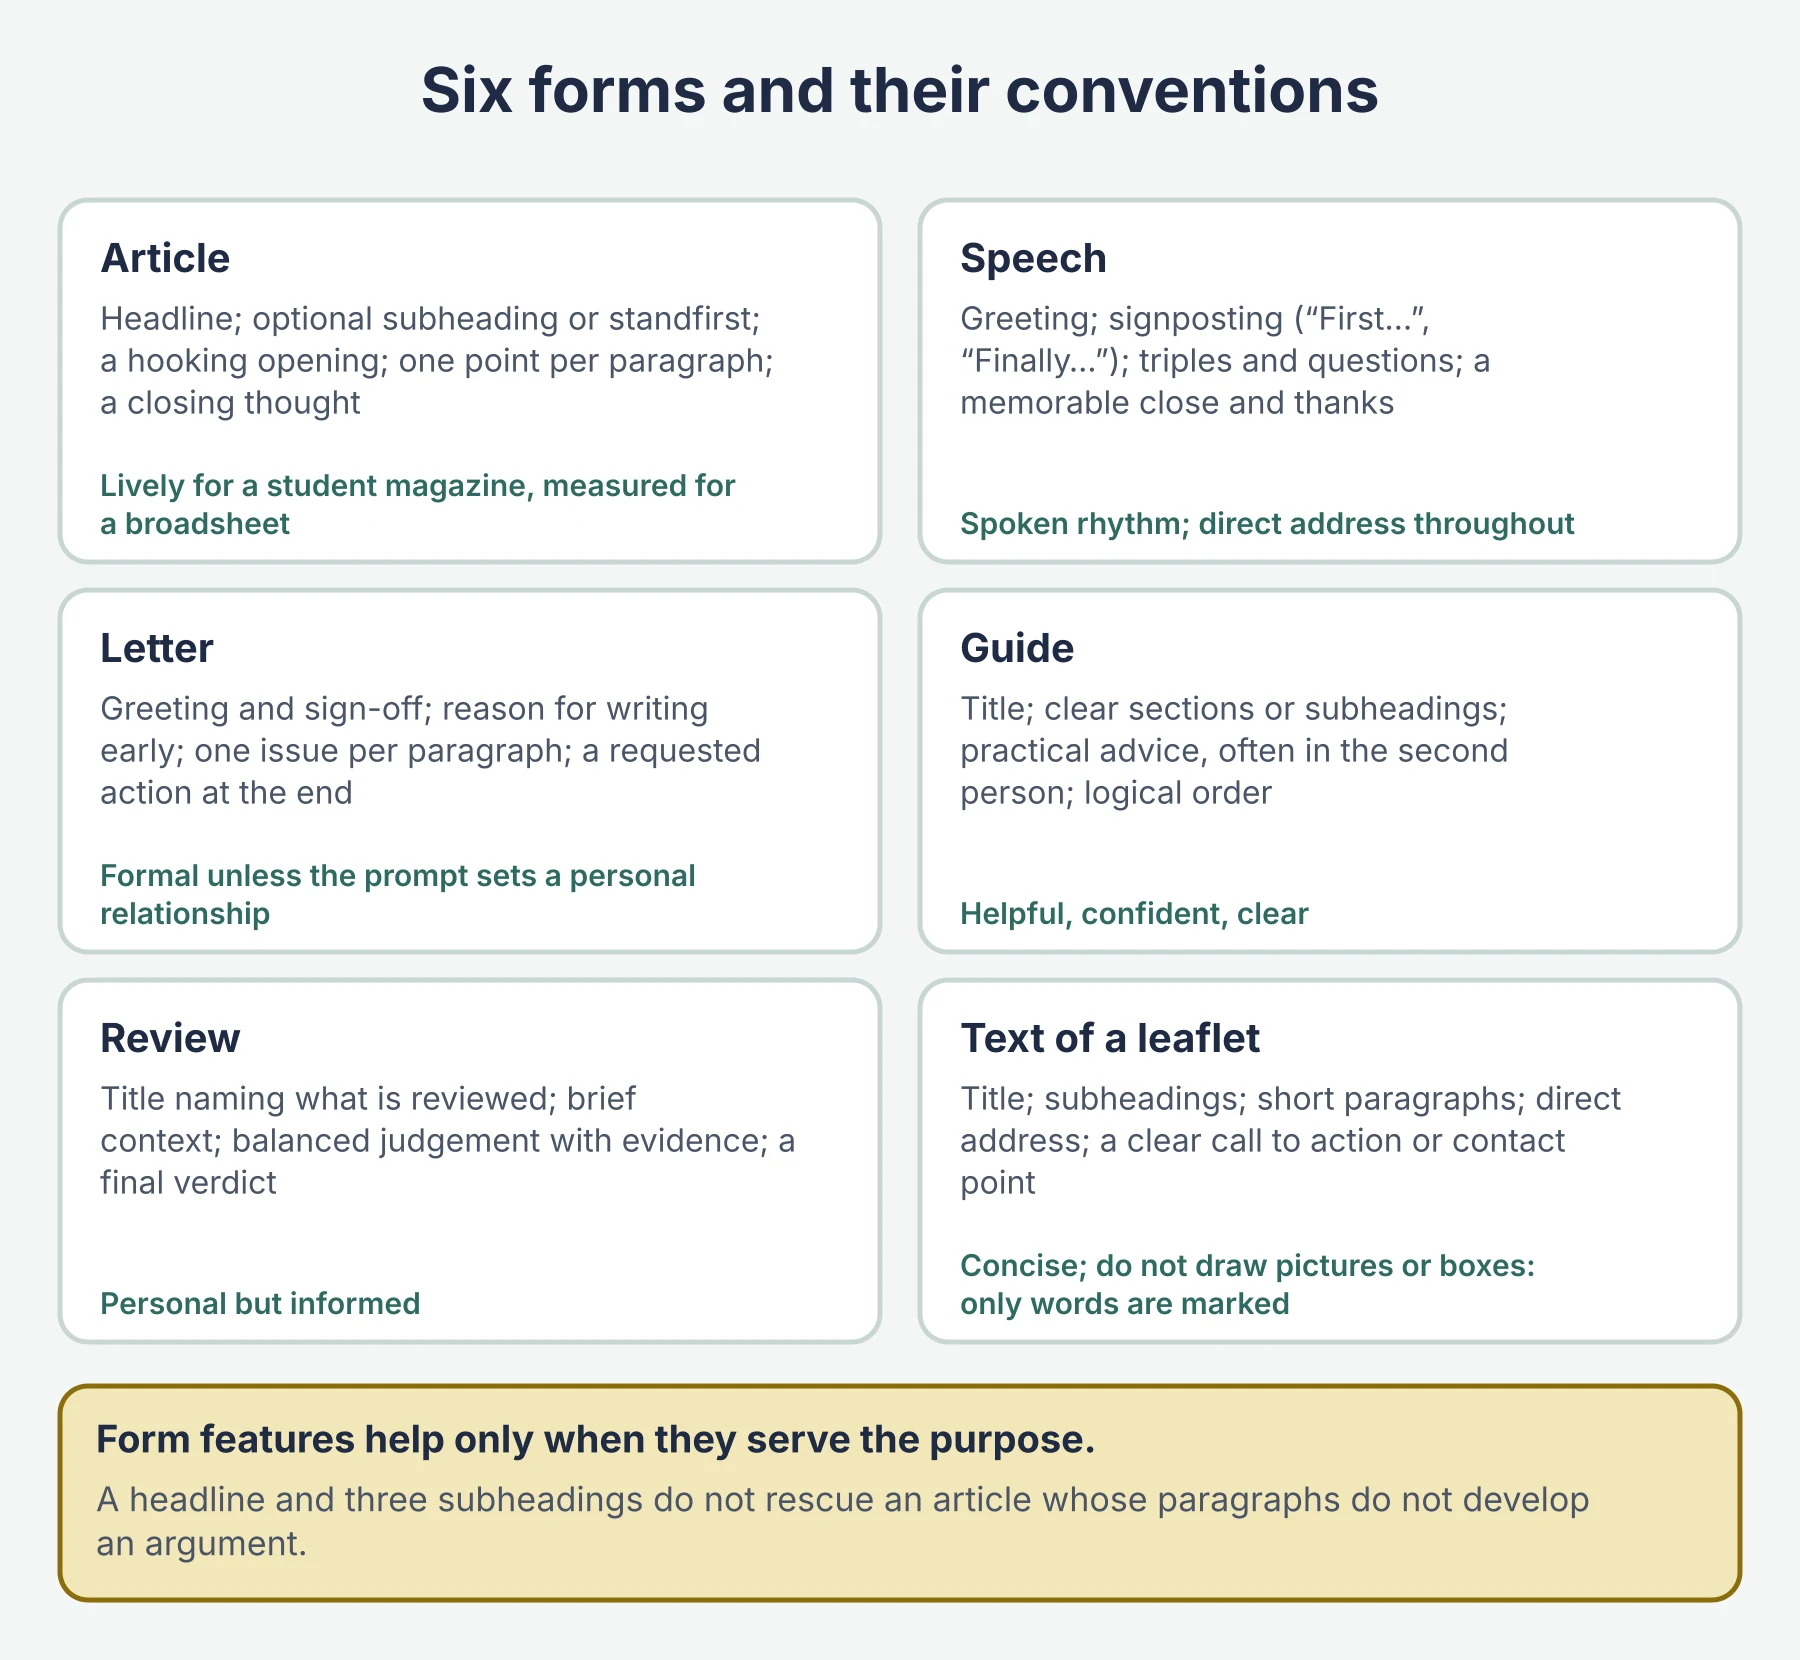 Six forms and their conventions
Article
Headline; optional subheading or standfirst;
a hooking opening; one point per paragraph;
a closing thought
Lively for a student magazine, measured for
a broadsheet
Speech
Greeting; signposting (“First…”,
“Finally…”); triples and questions; a
memorable close and thanks
Spoken rhythm; direct address throughout
Letter
Greeting and sign-off; reason for writing
early; one issue per paragraph; a requested
action at the end
Formal unless the prompt sets a personal
relationship
Guide
Title; clear sections or subheadings;
practical advice, often in the second
person; logical order
Helpful, confident, clear
Review
Title naming what is reviewed; brief
context; balanced judgement with evidence; a
final verdict
Personal but informed
Text of a leaflet
Title; subheadings; short paragraphs; direct
address; a clear call to action or contact
point
Concise; do not draw pictures or boxes:
only words are marked
Form features help only when they serve the purpose.
A headline and three subheadings do not rescue an article whose paragraphs do not develop
an argument.